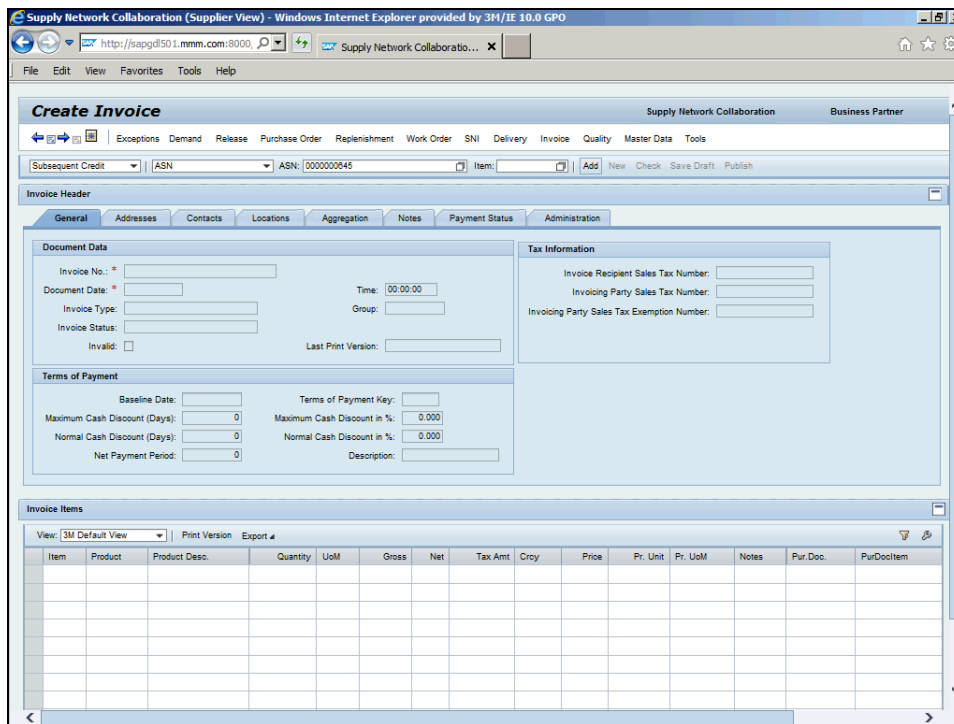 Supply Network Collaboration (Supplier View) - Windows Internet Explorer provided by 3M/IE 10.0 GPO
http://sapgdl501.mmm.com:8000, Supply Network Collaboratio...
File Edit View Favorites Tools Help
Create Invoice Supply Network Collaboration Business Partner
Exceptions Demand Release Purchase Order Replenishment Work Order SNI Delivery Invoice Quality Master Data Tools
Subsequent Credit ASN ASN: 0000000645 Item: Add New Check Save Draft Publish
Invoice Header
General Addresses Contacts Locations Aggregation Notes Payment Status Administration
Document Data
Invoice No.: *
Document Date: * Time: 00:00:00
Invoice Type: Group:
Invoice Status:
Invalid: Last Print Version:
Tax Information
Invoice Recipient Sales Tax Number:
Invoicing Party Sales Tax Number:
Invoicing Party Sales Tax Exemption Number:
Terms of Payment
Baseline Date: Terms of Payment Key:
Maximum Cash Discount (Days): 0 Maximum Cash Discount in %: 0.000
Normal Cash Discount (Days): 0 Normal Cash Discount in %: 0.000
Net Payment Period: 0 Description:
Invoice Items
View: 3M Default View Print Version Export
Item Product Product Desc. Quantity UoM Gross Net Tax Amt Crcy Price Pr. Unit Pr. UoM Notes Pur.Doc. PurDocItem